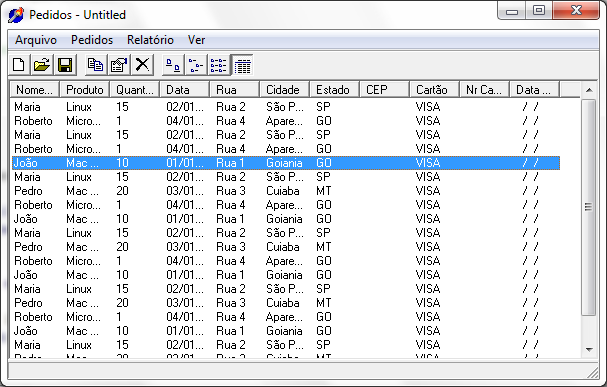 Pedidos - Untitled
Arquivo Pedidos Relatório Ver
Nome... Produto Quant... Data Rua Cidade Estado CEP Cartão Nr Ca... Data ...
Maria Linux 15 02/01... Rua 2 São P... SP VISA / /
Roberto Micro... 1 04/01... Rua 4 Apare... GO VISA / /
Maria Linux 15 02/01... Rua 2 São P... SP VISA / /
Roberto Micro... 1 04/01... Rua 4 Apare... GO VISA / /
João Mac ... 10 01/01... Rua 1 Goiania GO VISA / /
Maria Linux 15 02/01... Rua 2 São P... SP VISA / /
Pedro Mac ... 20 03/01... Rua 3 Cuiaba MT VISA / /
Roberto Micro... 1 04/01... Rua 4 Apare... GO VISA / /
João Mac ... 10 01/01... Rua 1 Goiania GO VISA / /
Maria Linux 15 02/01... Rua 2 São P... SP VISA / /
Pedro Mac ... 20 03/01... Rua 3 Cuiaba MT VISA / /
Roberto Micro... 1 04/01... Rua 4 Apare... GO VISA / /
João Mac ... 10 01/01... Rua 1 Goiania GO VISA / /
Maria Linux 15 02/01... Rua 2 São P... SP VISA / /
Pedro Mac ... 20 03/01... Rua 3 Cuiaba MT VISA / /
Roberto Micro... 1 04/01... Rua 4 Apare... GO VISA / /
João Mac ... 10 01/01... Rua 1 Goiania GO VISA / /
Maria Linux 15 02/01... Rua 2 São P... SP VISA / /
Pedro Mac ... 20 03/01... Rua 3 Cuiaba MT VISA / /